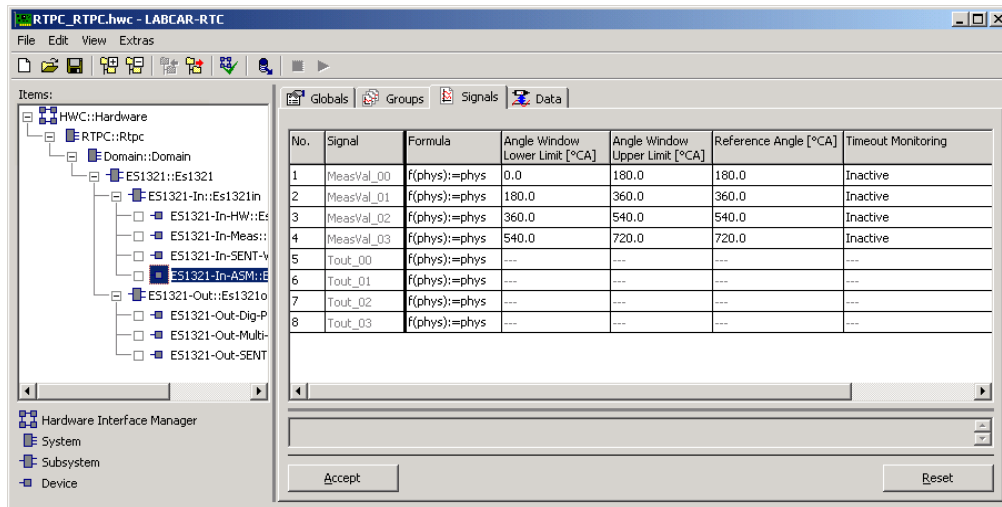 RTPC_RTPC.hwc - LABCAR-RTC
File Edit View Extras
Items:
HWC::Hardware
RTPC::Rtpc
Domain::Domain
ES1321::Es1321
ES1321-In::Es1321in
ES1321-In-HW::Es
ES1321-In-Meas::
ES1321-In-SENT-
ES1321-In-ASM::E
ES1321-Out::Es1321o
ES1321-Out-Dig-P
ES1321-Out-Multi-
ES1321-Out-SENT
Hardware Interface Manager
System
Subsystem
Device
Globals Groups Signals Data
No. Signal Formula Angle Window Lower Limit [°CA] Angle Window Upper Limit [°CA] Reference Angle [°CA] Timeout Monitoring
1 MeasVal_00 f(phys):=phys 0.0 180.0 180.0 Inactive
2 MeasVal_01 f(phys):=phys 180.0 360.0 360.0 Inactive
3 MeasVal_02 f(phys):=phys 360.0 540.0 540.0 Inactive
4 MeasVal_03 f(phys):=phys 540.0 720.0 720.0 Inactive
5 Tout_00 f(phys):=phys --- --- --- ---
6 Tout_01 f(phys):=phys --- --- --- ---
7 Tout_02 f(phys):=phys --- --- --- ---
8 Tout_03 f(phys):=phys --- --- --- ---
Accept Reset